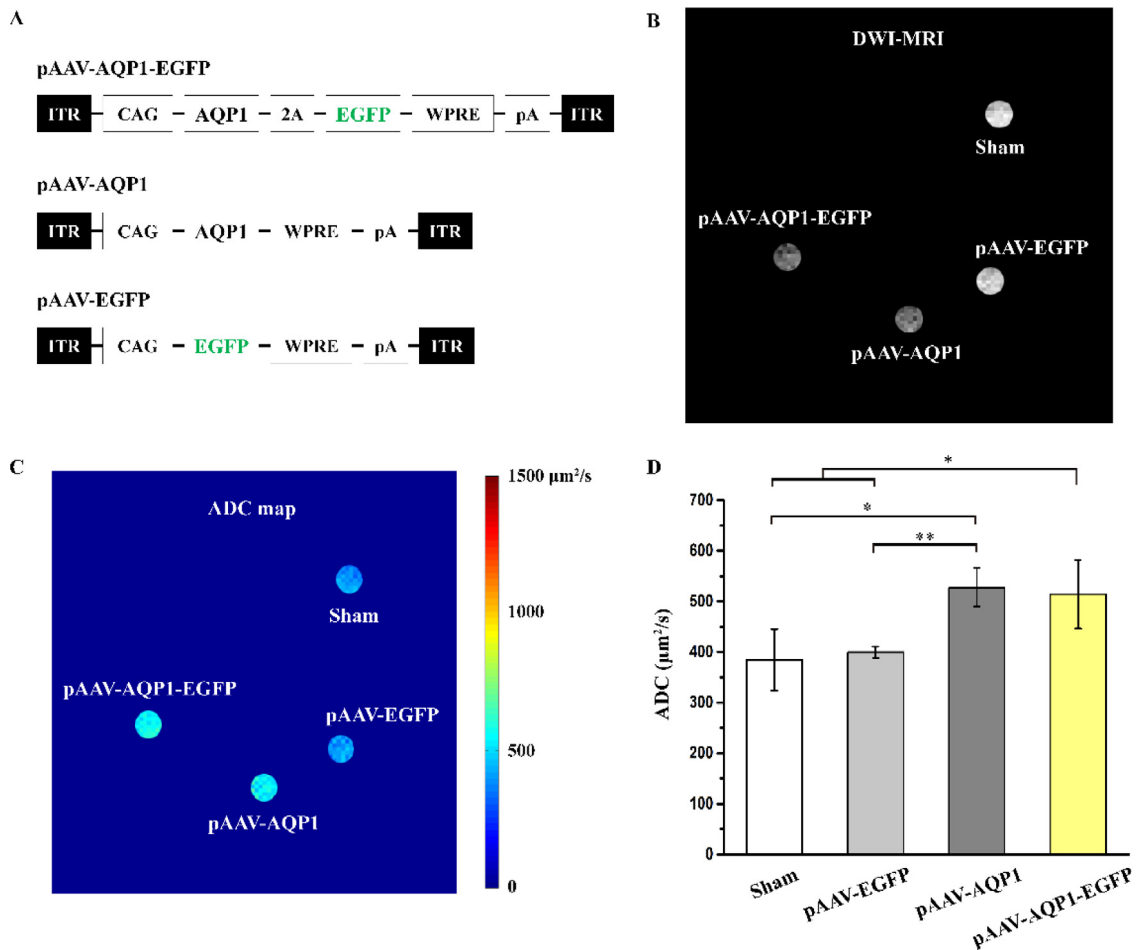 A
pAAV-AQP1-EGFP
ITR CAG AQP1 2A EGFP WPRE pA ITR
pAAV-AQP1
ITR CAG AQP1 WPRE pA ITR
pAAV-EGFP
ITR CAG EGFP WPRE pA ITR
B
DWI-MRI
Sham
pAAV-AQP1-EGFP
pAAV-EGFP
pAAV-AQP1
C
ADC map
Sham
pAAV-AQP1-EGFP
pAAV-EGFP
pAAV-AQP1
1500 μm²/s
1000
500
0
D
*
*
**
ADC (μm²/s)
700
600
500
400
300
200
100
0
Sham
pAAV-EGFP
pAAV-AQP1
pAAV-AQP1-EGFP